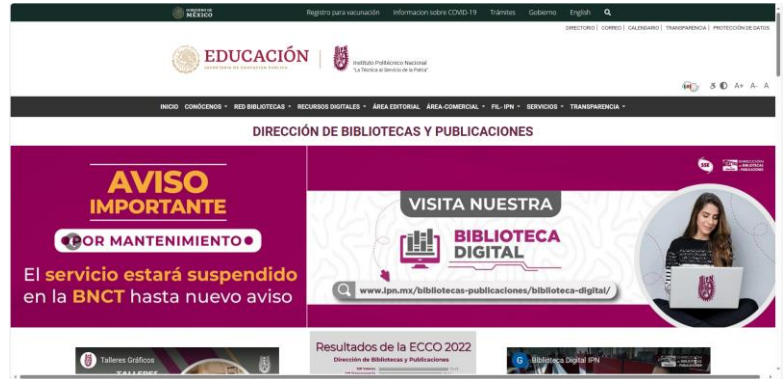 GOBIERNO DE
MÉXICO
Registro para vacunación Informacion sobre COVID-19 Trámites Gobierno English
DIRECTORIO | CORREO | CALENDARIO | TRANSPARENCIA | PROTECCIÓN DE DATOS
EDUCACIÓN
SECRETARÍA DE EDUCACIÓN PÚBLICA
Instituto Politécnico Nacional
"La Técnica al Servicio de la Patria"
A+ A- A
INICIO CONÓCENOS RED BIBLIOTECAS RECURSOS DIGITALES ÁREA EDITORIAL ÁREA-COMERCIAL FIL- IPN SERVICIOS TRANSPARENCIA
DIRECCIÓN DE BIBLIOTECAS Y PUBLICACIONES
AVISO
IMPORTANTE
POR MANTENIMIENTO
El servicio estará suspendido
en la BNCT hasta nuevo aviso
SSE
VISITA NUESTRA
BIBLIOTECA
DIGITAL
www.ipn.mx/bibliotecas-publicaciones/biblioteca-digital/
Talleres Gráficos
TALLERES
Resultados de la ECCO 2022
Dirección de Bibliotecas y Publicaciones
G Biblioteca Digital IPN